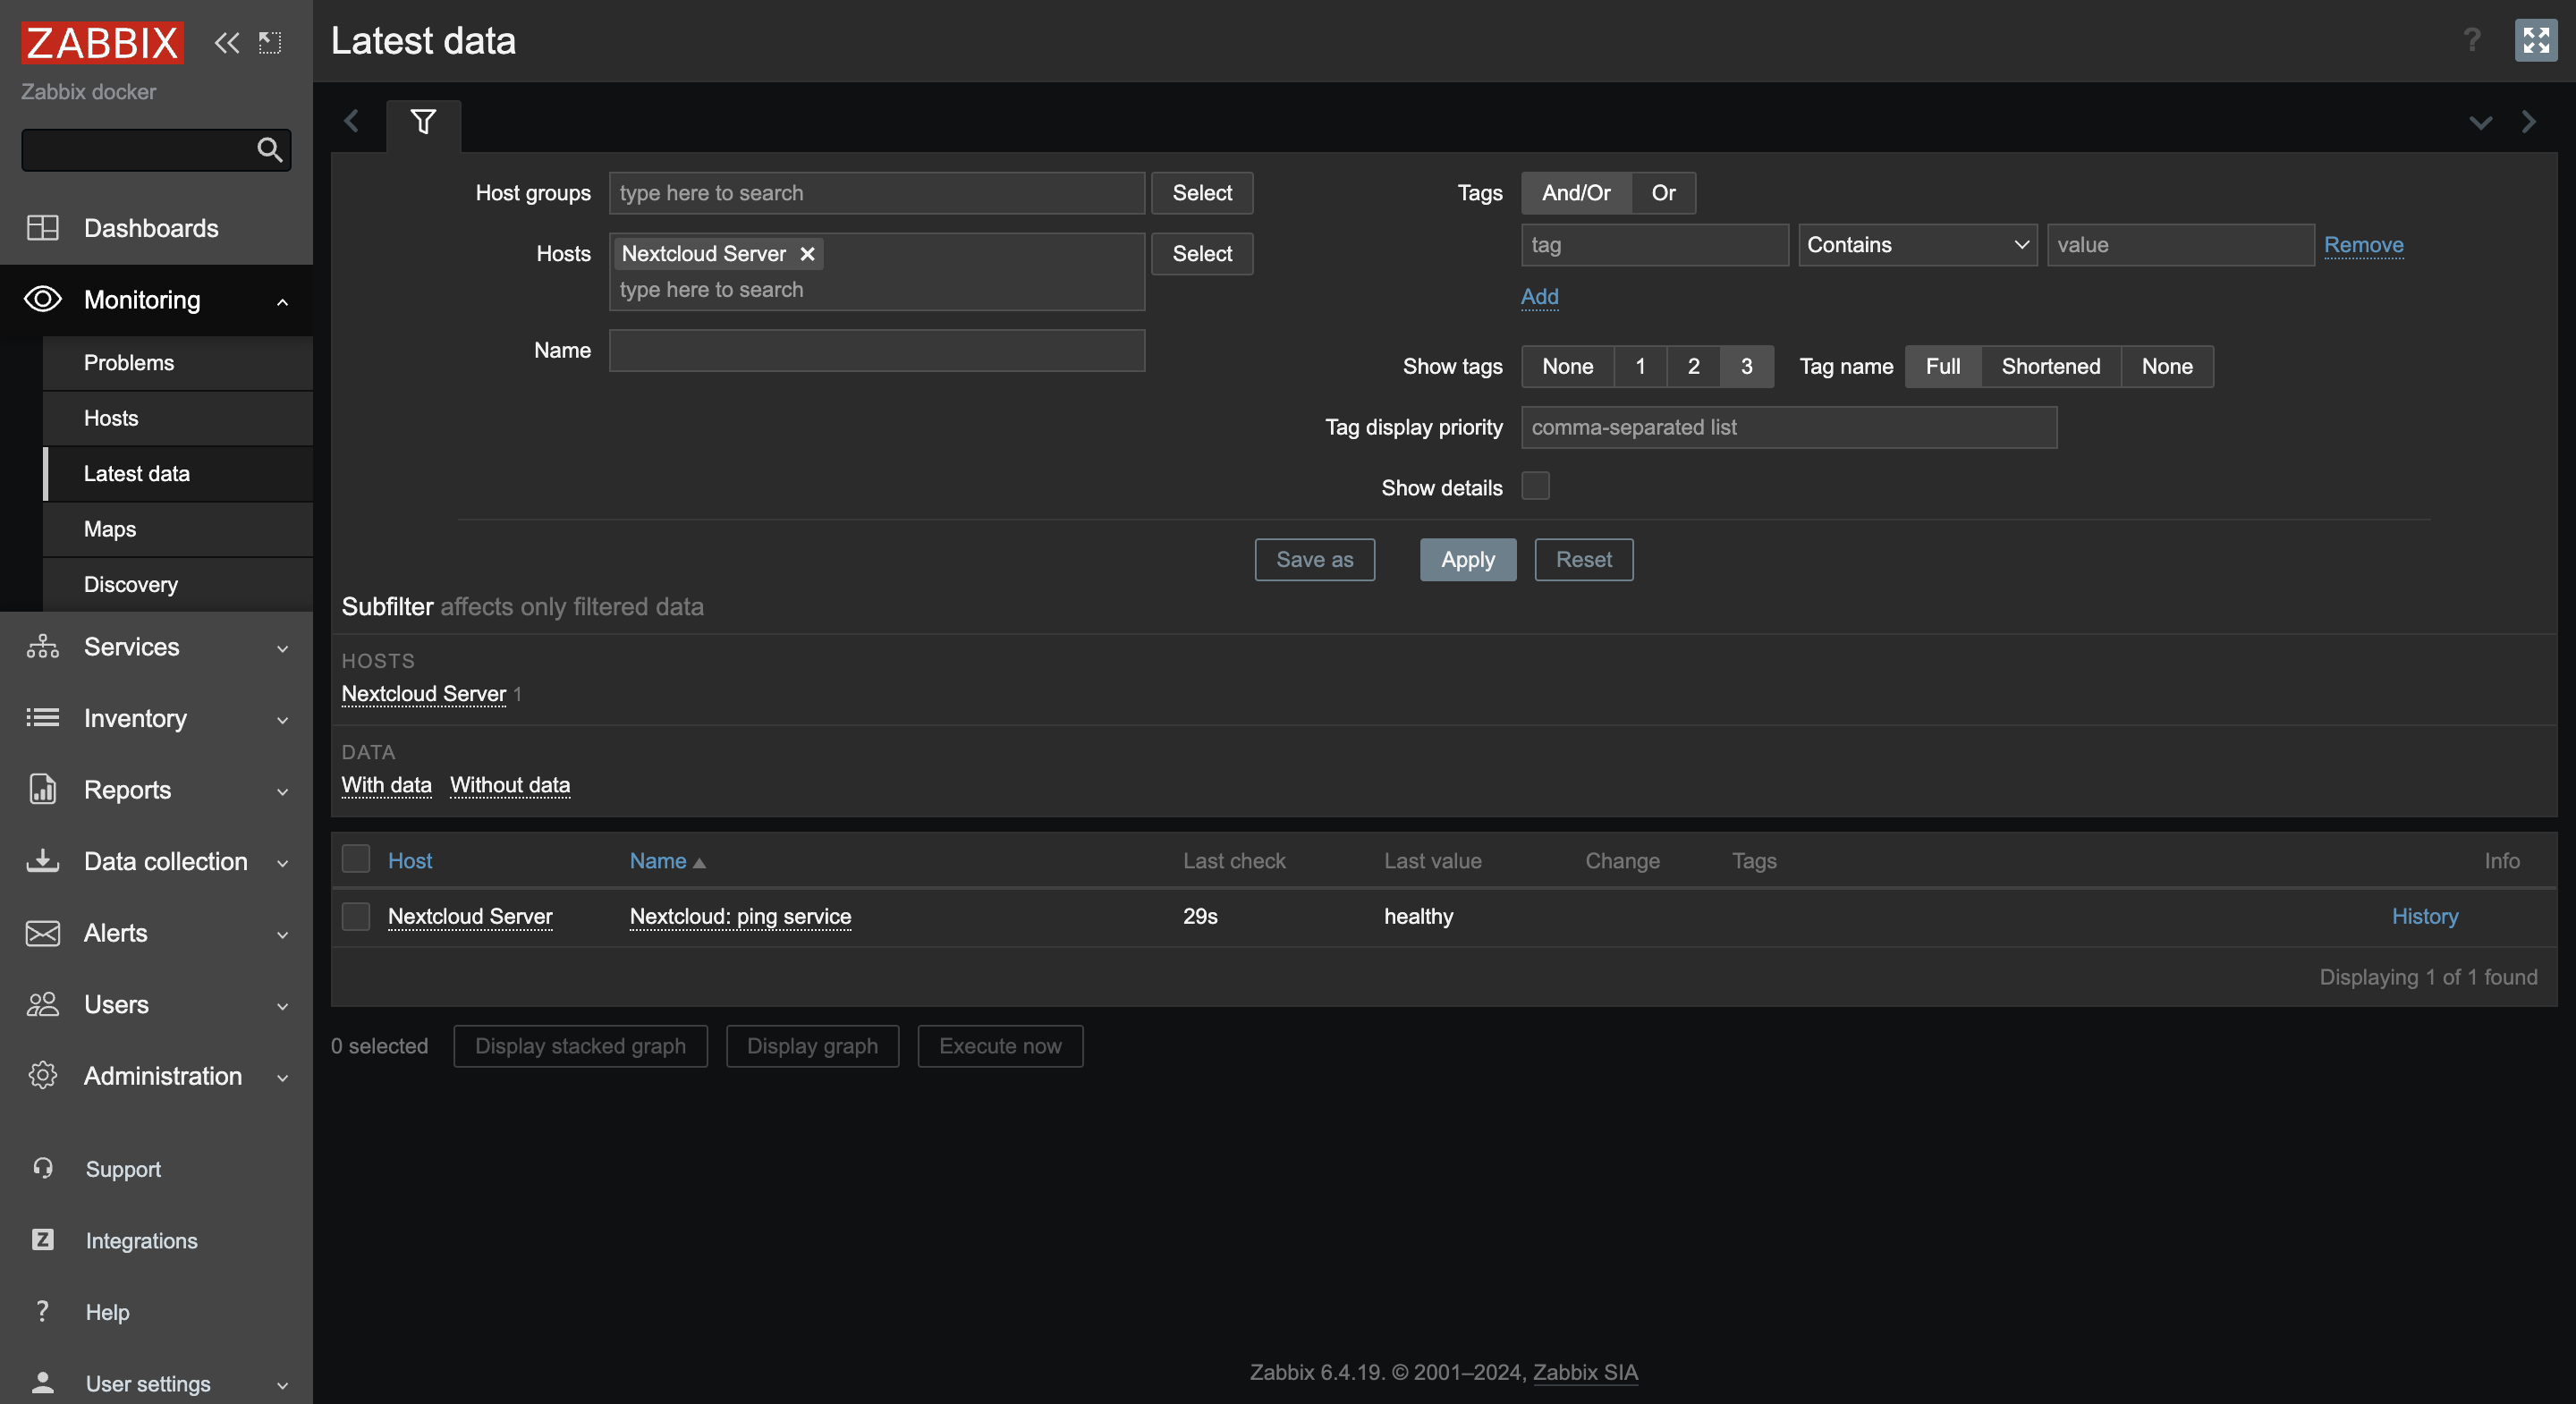 ZABBIX
Zabbix docker
Dashboards
Monitoring
Problems
Hosts
Latest data
Maps
Discovery
Services
Inventory
Reports
Data collection
Alerts
Users
Administration
Support
Z Integrations
? Help
User settings
Latest data
?
Host groups type here to search Select
Hosts Nextcloud Server Select
type here to search
Name
Tags And/Or Or
tag Contains value Remove
Add
Show tags None 1 2 3 Tag name Full Shortened None
Tag display priority comma-separated list
Show details
Save as Apply Reset
Subfilter affects only filtered data
HOSTS
Nextcloud Server 1
DATA
With data Without data
Host Name Last check Last value Change Tags Info
Nextcloud Server Nextcloud: ping service 29s healthy History
Displaying 1 of 1 found
0 selected Display stacked graph Display graph Execute now
Zabbix 6.4.19. © 2001–2024, Zabbix SIA